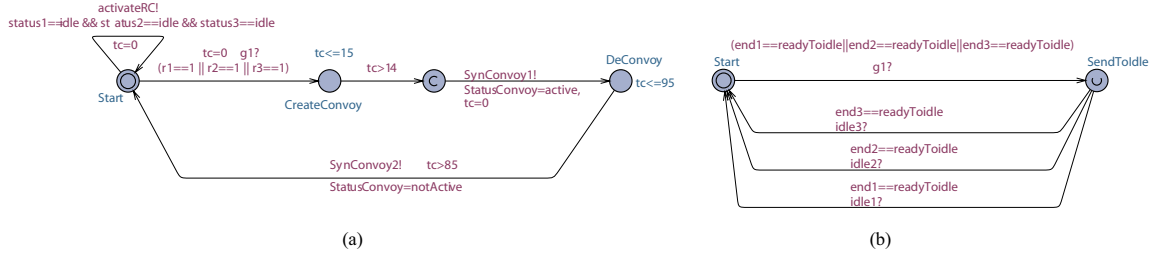 activateRC!
status1==idle && st atus2==idle && status3==idle
tc=0
tc=0 g1?
(r1==1 || r2==1 || r3==1)
tc<=15
tc>14
Start
CreateConvoy
C
SynConvoy1!
StatusConvoy=active,
tc=0
DeConvoy
tc<=95
SynConvoy2! tc>85
StatusConvoy=notActive
(a)
(end1==readyToidle||end2==readyToidle||end3==readyToidle)
Start
g1?
SendToIdle
U
end3==readyToidle
idle3?
end2==readyToidle
idle2?
end1==readyToidle
idle1?
(b)